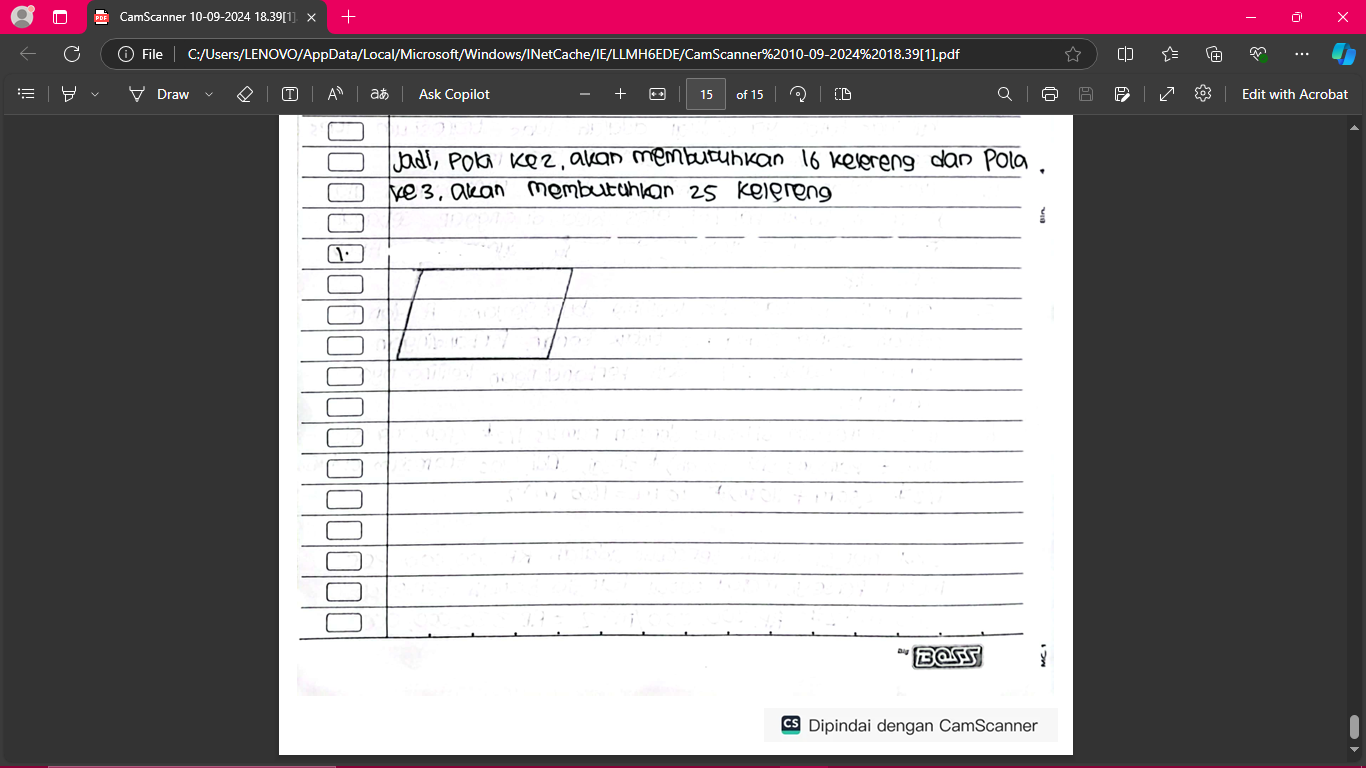 CamScanner 10-09-2024 18.39[1]
File
C:/Users/LENOVO/AppData/Local/Microsoft/Windows/INetCache/IE/LLMH6EDE/CamScanner%2010-09-2024%2018.39[1].pdf
Draw
Ask Copilot
15 of 15
Edit with Acrobat
Jadi, Pola ke 2, akan membutuhkan 16 kelereng dan Pola
ke 3, akan membutuhkan 25 kelereng
1.
Big BOSS
CS Dipindai dengan CamScanner